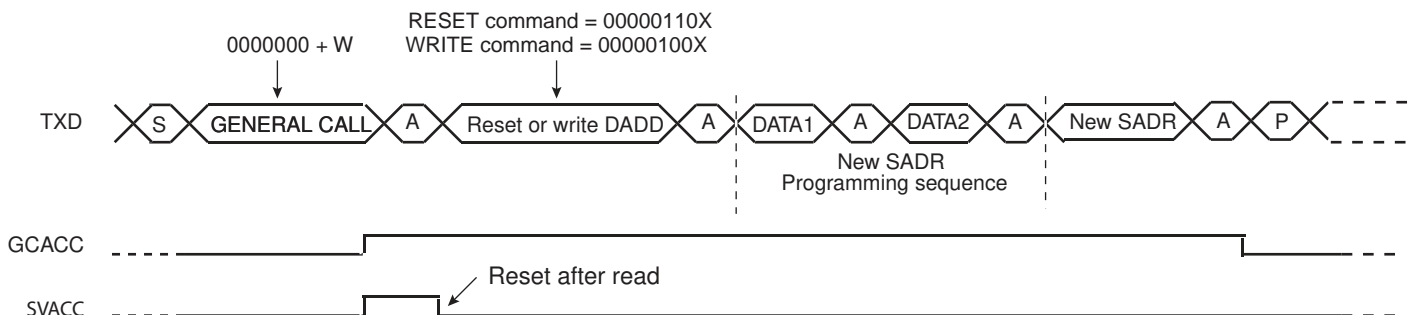 RESET command = 00000110X
0000000 + W
WRITE command = 00000100X
TXD
S
GENERAL CALL
A
Reset or write DADD
A
DATA1
A
DATA2
A
New SADR
A
P
New SADR
Programming sequence
GCACC
Reset after read
SVACC